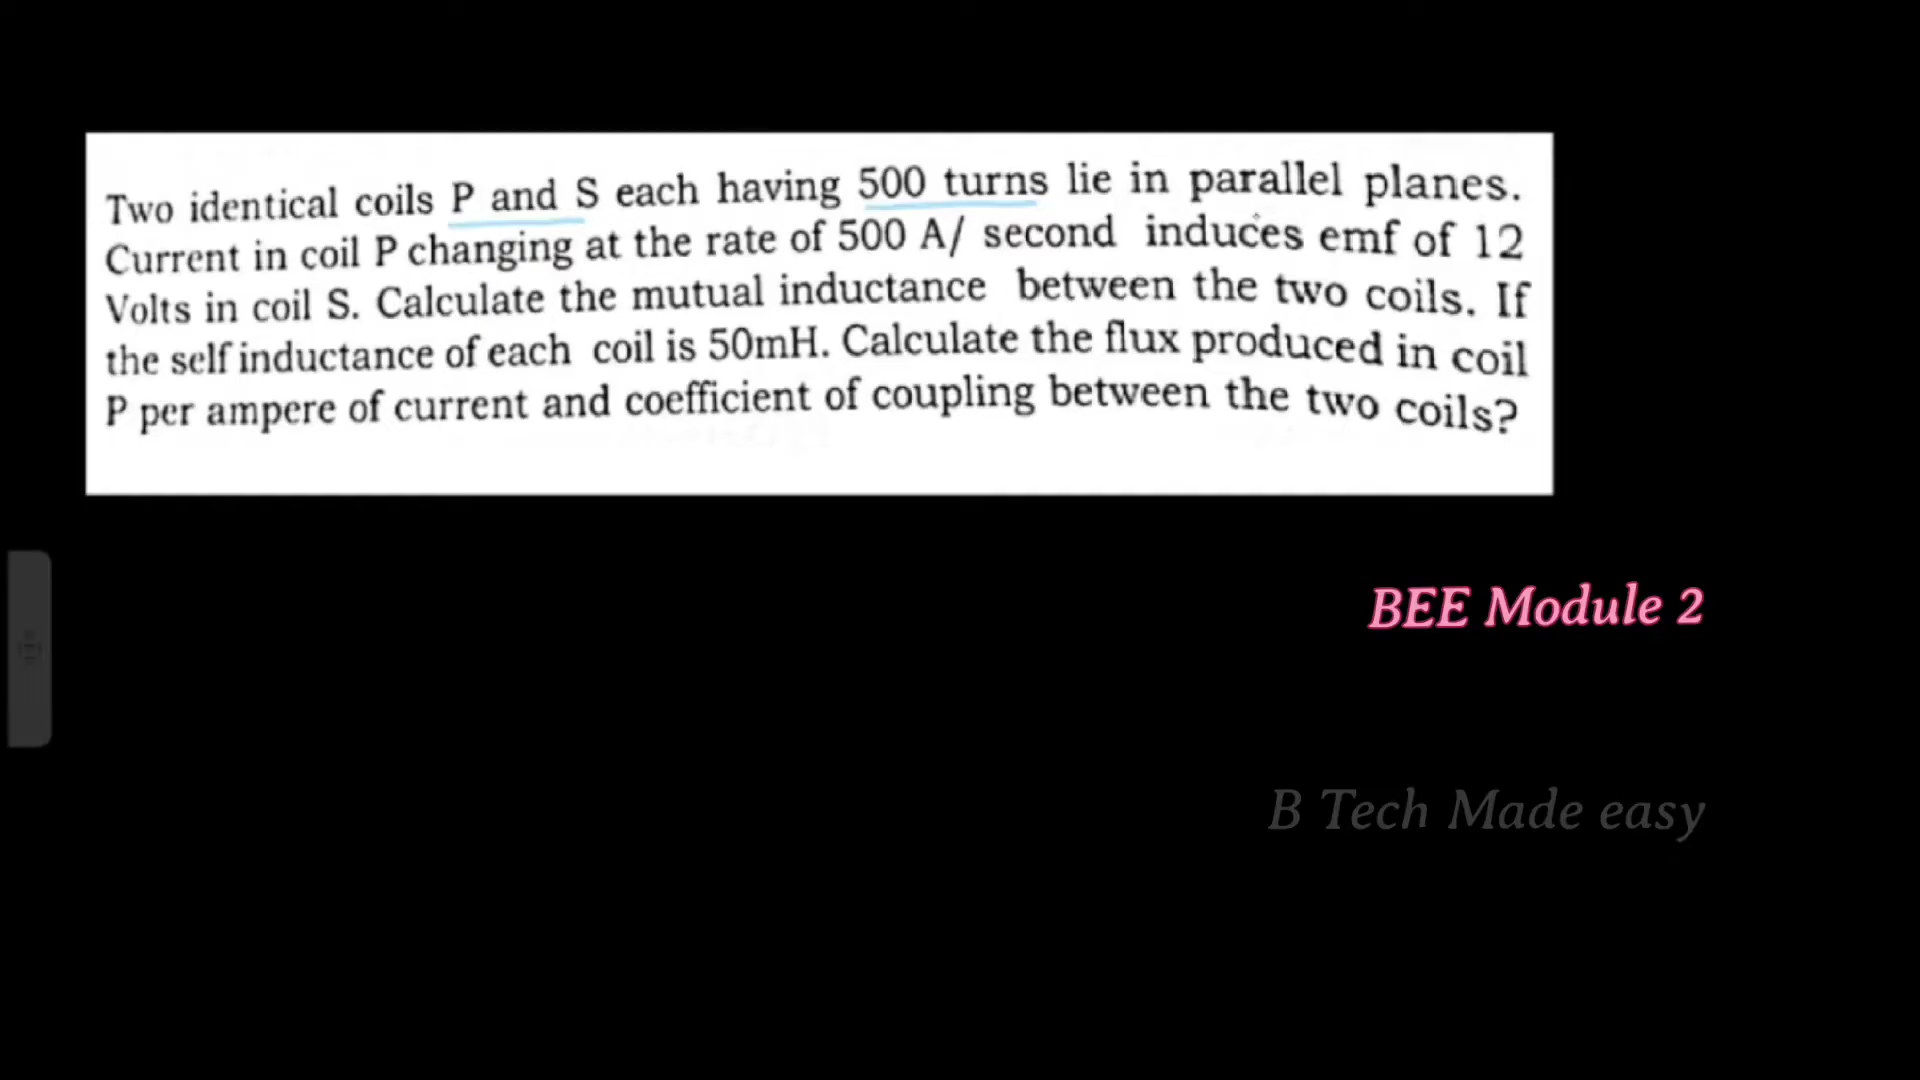 Two identical coils P and S each having 500 turns lie in parallel planes.
Current in coil P changing at the rate of 500 A/ second induces emf of 12
Volts in coil S. Calculate the mutual inductance between the two coils. If
the self inductance of each coil is 50mH. Calculate the flux produced in coil
P per ampere of current and coefficient of coupling between the two coils?
BEE Module 2
B Tech Made easy